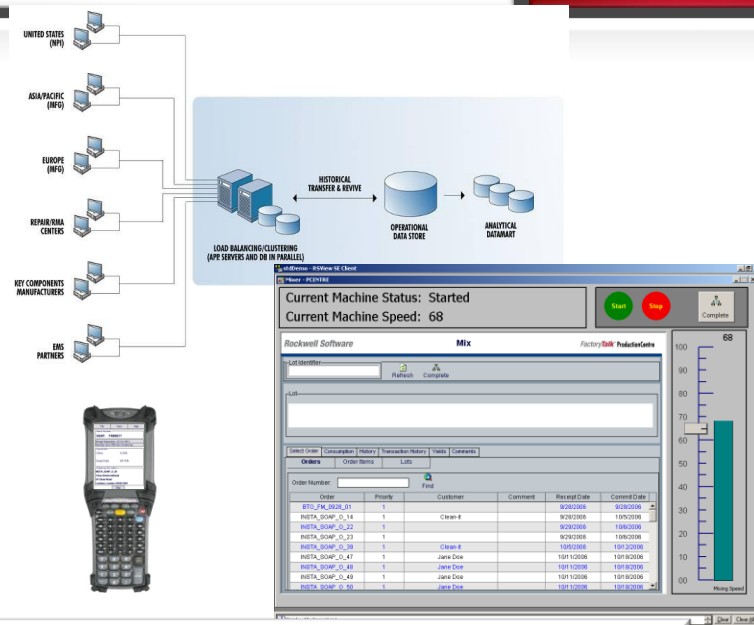 UNITED STATES
(NPI)
ASIA/PACIFIC
(MFG)
EUROPE
(MFG)
REPAIR/RMA
CENTERS
KEY COMPONENTS
MANUFACTURERS
EMS
PARTNERS
LOAD BALANCING/CLUSTERING
(APP. SERVERS AND DB IN PARALLEL)
HISTORICAL
TRANSFER & REVIVE
OPERATIONAL
DATA STORE
ANALYTICAL
DATAMART
stdDemo - RSView SE Client
Mixer - PCENTRE
Current Machine Status: Started
Current Machine Speed: 68
Start Stop Complete
Rockwell Software Mix FactoryTalk ProductionCentre
Lot Identifier
Refresh Complete
Lot
Select Order Consumption History Transaction History Yields Comments
Orders Order Items Lots
Order Number: Find
Order Priority Customer Comment Receipt Date Commit Date
BTO_FM_0928_01 1 9/28/2006 9/28/2006
INSTA_SOAP_O_14 1 Clean-It 9/28/2006 10/5/2006
INSTA_SOAP_O_22 1 9/29/2006 10/6/2006
INSTA_SOAP_O_23 1 9/29/2006 10/6/2006
INSTA_SOAP_O_39 1 Clean-It 10/5/2006 10/12/2006
INSTA_SOAP_O_47 1 Jane Doe 10/11/2006 10/18/2006
INSTA_SOAP_O_48 1 Jane Doe 10/11/2006 10/18/2006
INSTA_SOAP_O_49 1 Jane Doe 10/11/2006 10/18/2006
INSTA_SOAP_O_50 1 Jane Doe 10/11/2006 10/18/2006
68
100
90
80
70
60
50
40
30
20
10
00
Mixing Speed
Clear